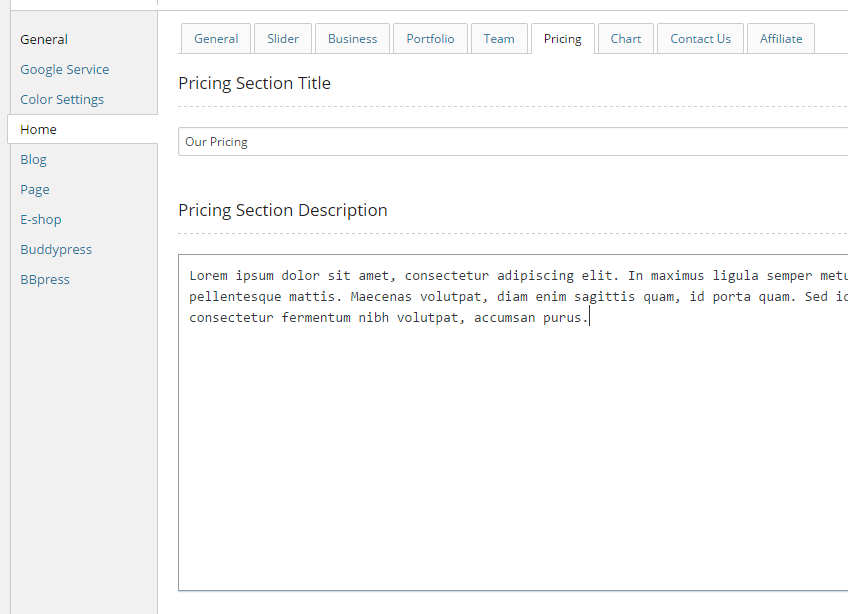 General
Google Service
Color Settings
Home
Blog
Page
E-shop
Buddypress
BBpress
General Slider Business Portfolio Team Pricing Chart Contact Us Affiliate
Pricing Section Title
Our Pricing
Pricing Section Description
Lorem ipsum dolor sit amet, consectetur adipiscing elit. In maximus ligula semper metu
pellentesque mattis. Maecenas volutpat, diam enim sagittis quam, id porta quam. Sed
consectetur fermentum nibh volutpat, accumsan purus.